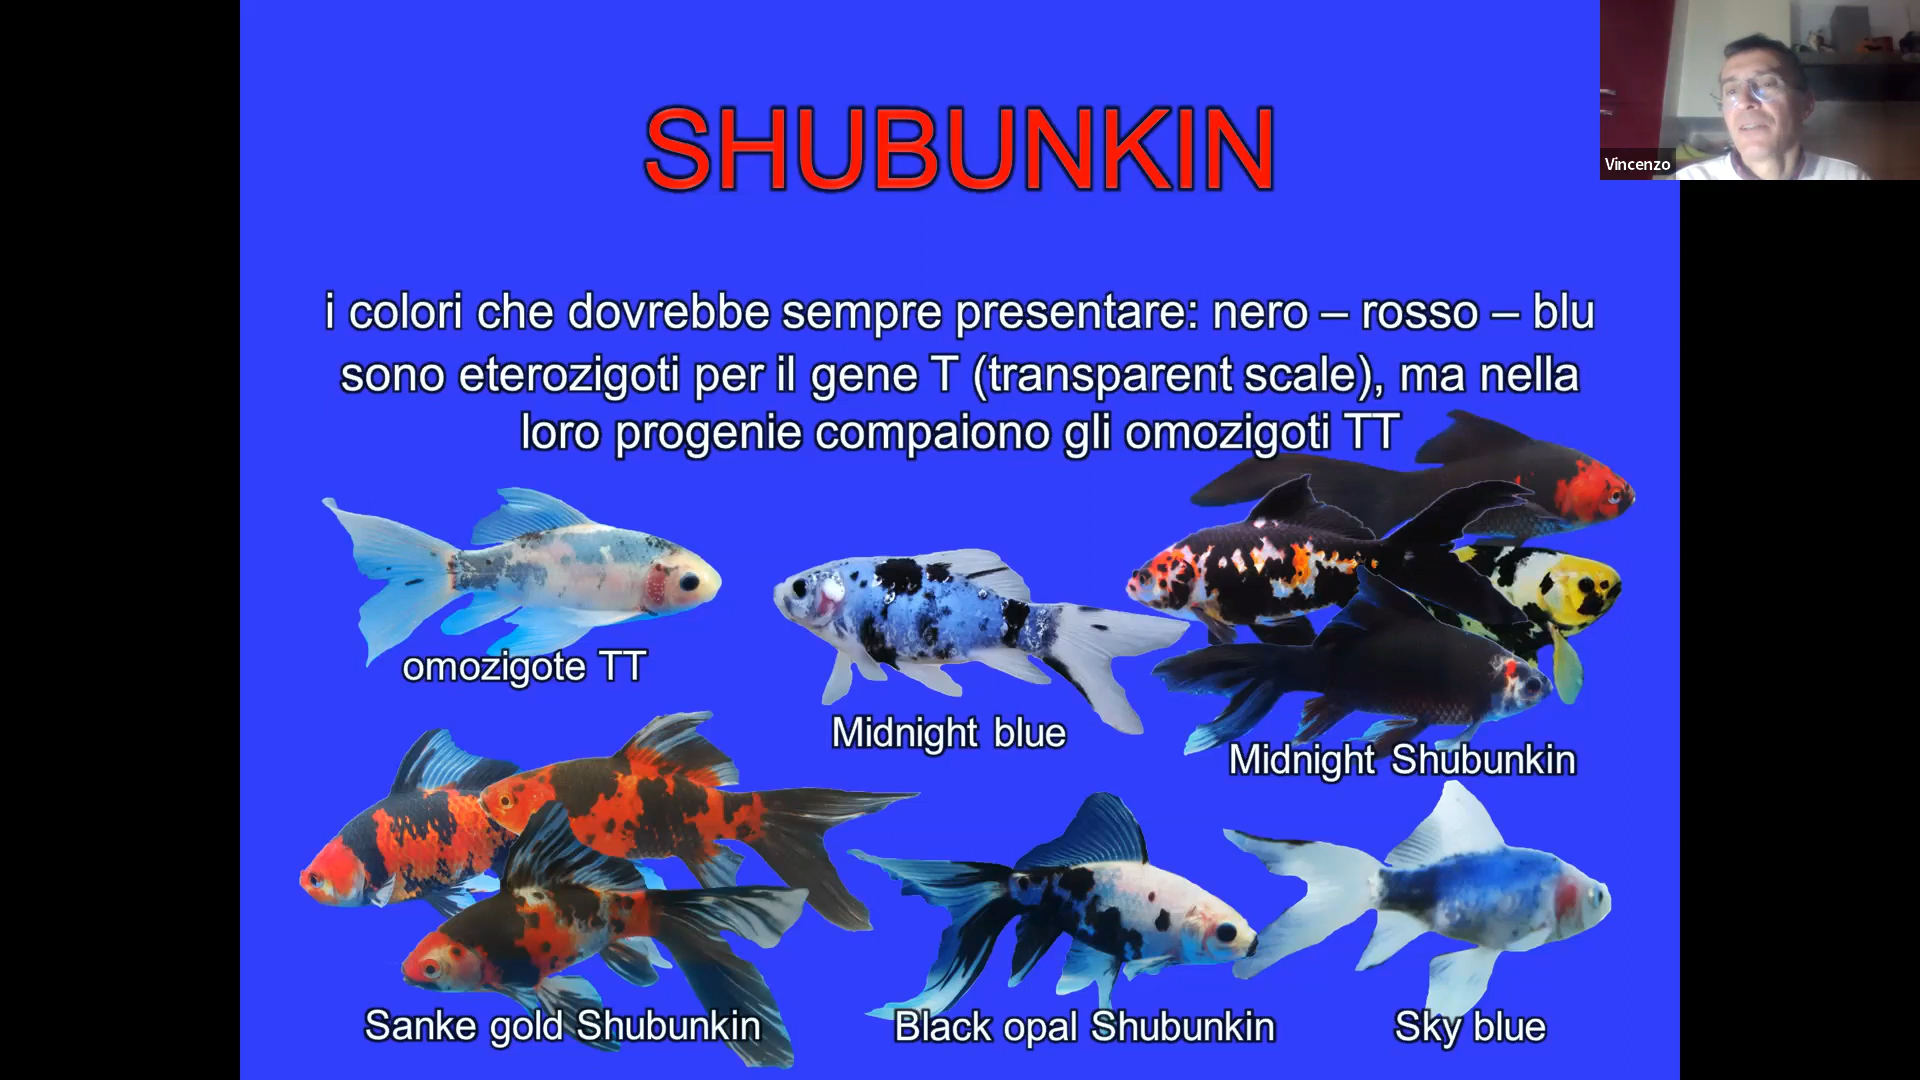 SHUBUNKIN
Vincenzo
i colori che dovrebbe sempre presentare: nero – rosso – blu
sono eterozigoti per il gene T (transparent scale), ma nella
loro progenie compaiono gli omozigoti TT
omozigote TT
Midnight blue
Midnight Shubunkin
Sanke gold Shubunkin
Black opal Shubunkin
Sky blue